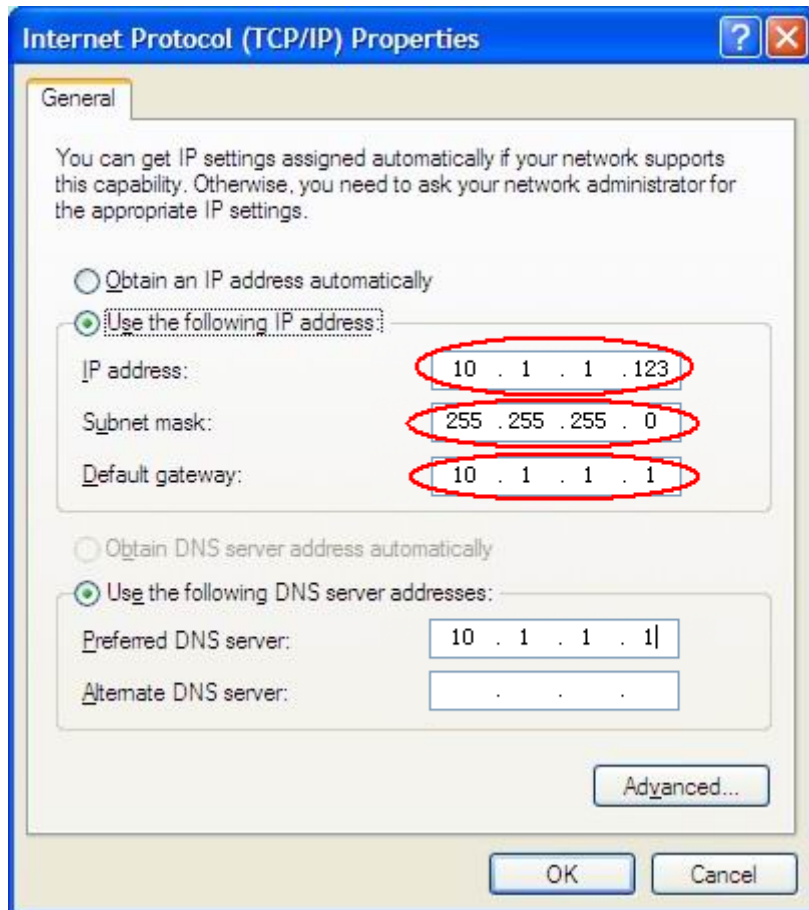 Internet Protocol (TCP/IP) Properties
General
You can get IP settings assigned automatically if your network supports
this capability. Otherwise, you need to ask your network administrator for
the appropriate IP settings.
Obtain an IP address automatically
Use the following IP address:
IP address: 10 . 1 . 1 . 123
Subnet mask: 255 . 255 . 255 . 0
Default gateway: 10 . 1 . 1 . 1
Obtain DNS server address automatically
Use the following DNS server addresses:
Preferred DNS server: 10 . 1 . 1 . 1
Alternate DNS server: . . .
Advanced...
OK Cancel